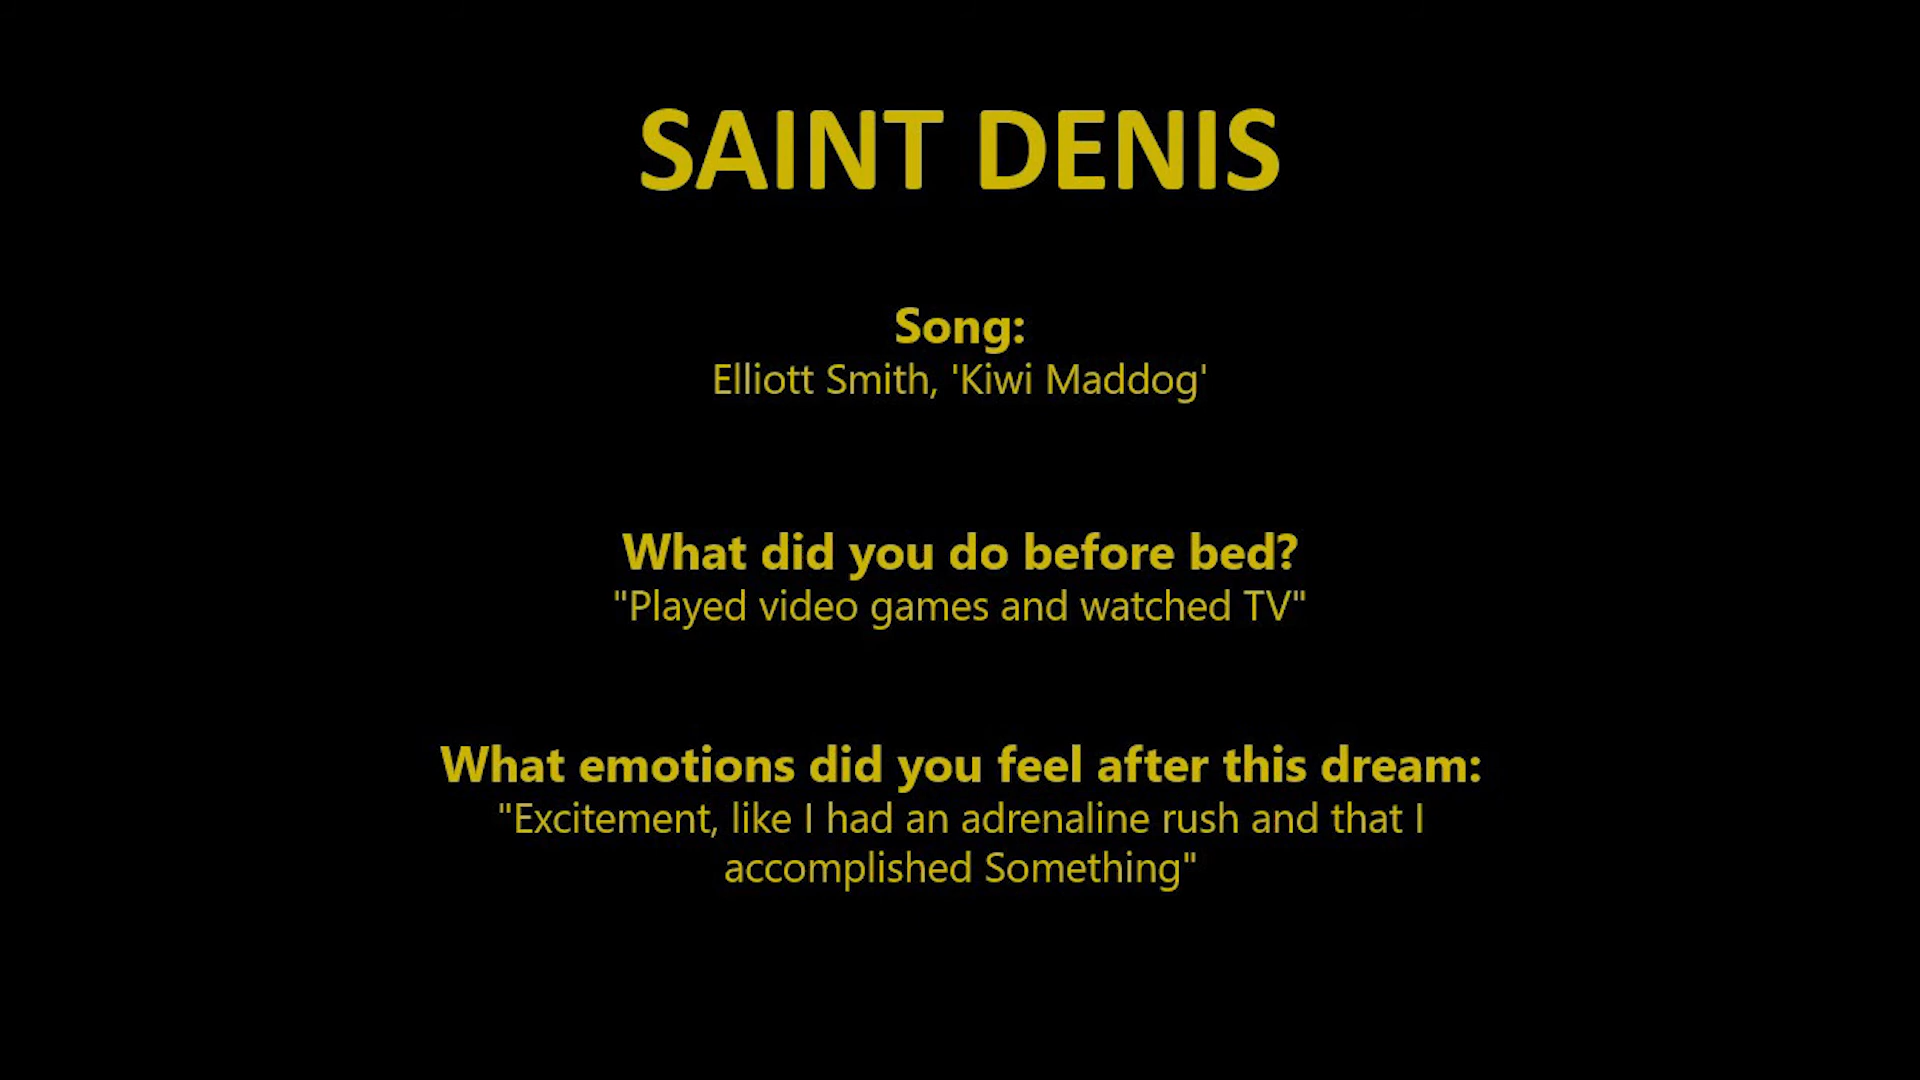 SAINT DENIS
Song:
Elliott Smith, 'Kiwi Maddog'
What did you do before bed?
"Played video games and watched TV"
What emotions did you feel after this dream:
"Excitement, like I had an adrenaline rush and that I
accomplished Something"